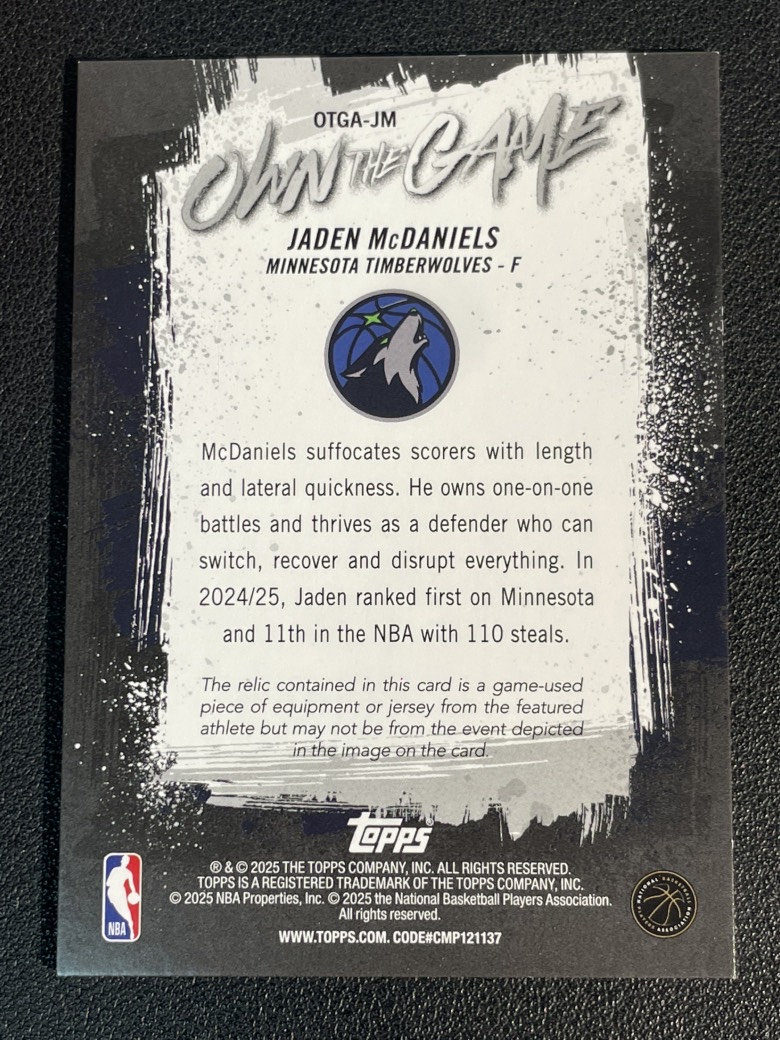 OTGA-JM
OWN THE GAME
JADEN McDANIELS
MINNESOTA TIMBERWOLVES - F
McDaniels suffocates scorers with length
and lateral quickness. He owns one-on-one
battles and thrives as a defender who can
switch, recover and disrupt everything. In
2024/25, Jaden ranked first on Minnesota
and 11th in the NBA with 110 steals.
The relic contained in this card is a game-used
piece of equipment or jersey from the featured
athlete but may not be from the event depicted
in the image on the card.
topps®
® & © 2025 THE TOPPS COMPANY, INC. ALL RIGHTS RESERVED.
TOPPS IS A REGISTERED TRADEMARK OF THE TOPPS COMPANY, INC.
© 2025 NBA Properties, Inc. © 2025 the National Basketball Players Association.
All rights reserved.
WWW.TOPPS.COM. CODE#CMP121137
NBA
NATIONAL BASKETBALL PLAYERS ASSOCIATION